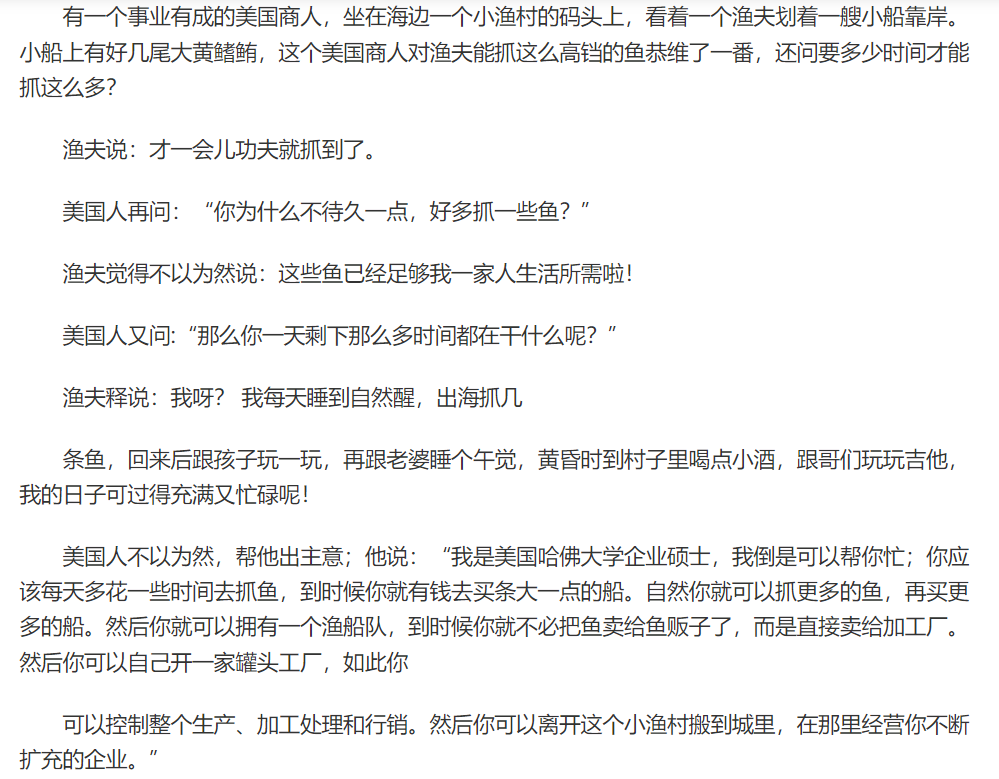 有一个事业有成的美国商人，坐在海边一个小渔村的码头上，看着一个渔夫划着一艘小船靠岸。
小船上有好几尾大黄鳍鲔，这个美国商人对渔夫能抓这么高铛的鱼恭维了一番，还问要多少时间才能
抓这么多？
渔夫说：才一会儿功夫就抓到了。
美国人再问：“你为什么不待久一点，好多抓一些鱼？”
渔夫觉得不以为然说：这些鱼已经足够我一家人生活所需啦！
美国人又问:“那么你一天剩下那么多时间都在干什么呢？”
渔夫释说：我呀？ 我每天睡到自然醒，出海抓几
条鱼，回来后跟孩子玩一玩，再跟老婆睡个午觉，黄昏时到村子里喝点小酒，跟哥们玩玩吉他，
我的日子可过得充满又忙碌呢！
美国人不以为然，帮他出主意；他说：“我是美国哈佛大学企业硕士，我倒是可以帮你忙；你应
该每天多花一些时间去抓鱼，到时候你就有钱去买条大一点的船。自然你就可以抓更多的鱼，再买更
多的船。然后你就可以拥有一个渔船队，到时候你就不必把鱼卖给鱼贩子了，而是直接卖给加工厂。
然后你可以自己开一家罐头工厂，如此你
可以控制整个生产、加工处理和行销。然后你可以离开这个小渔村搬到城里，在那里经营你不断
扩充的企业。”